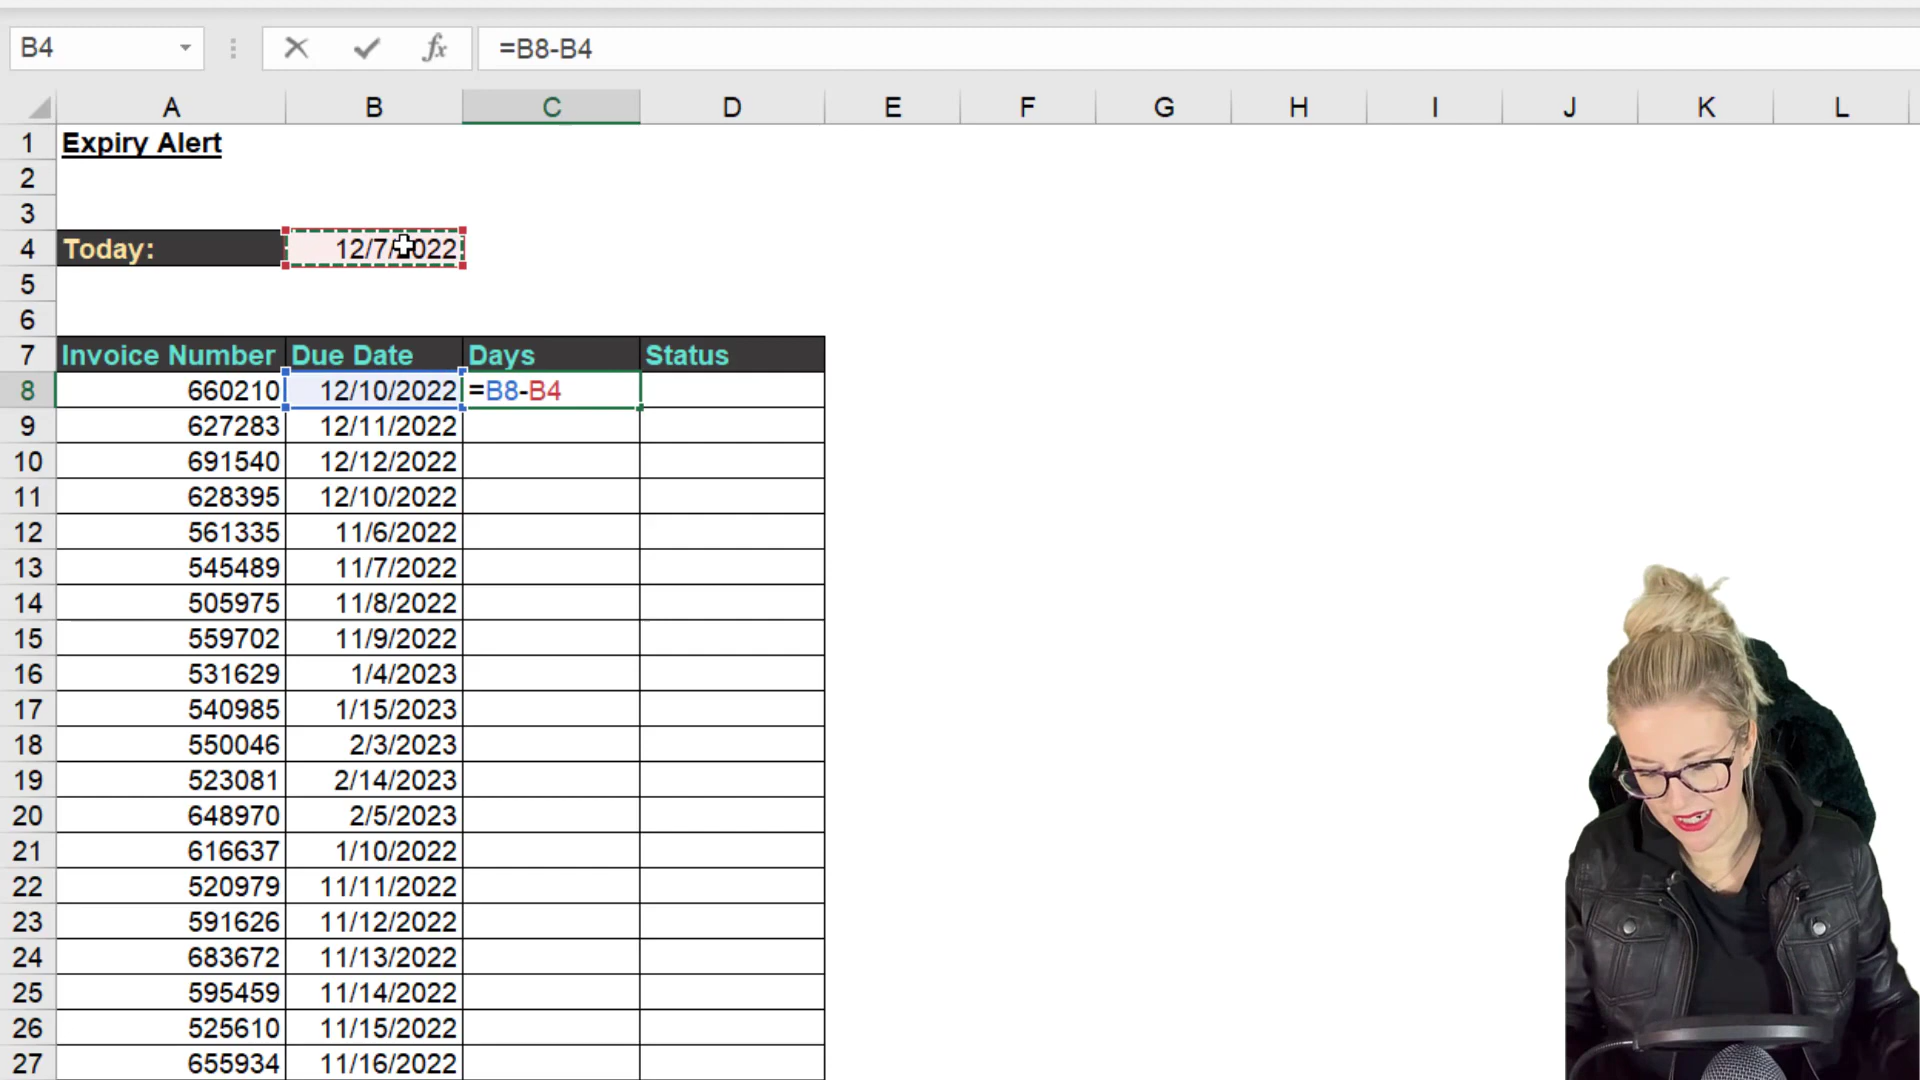 B4 fx =B8-B4
A B C D E F G H I J K L
1 Expiry Alert
2
3
4 Today: 12/7/2022
5
6
7 Invoice Number Due Date Days Status
8 660210 12/10/2022 =B8-B4
9 627283 12/11/2022
10 691540 12/12/2022
11 628395 12/10/2022
12 561335 11/6/2022
13 545489 11/7/2022
14 505975 11/8/2022
15 559702 11/9/2022
16 531629 1/4/2023
17 540985 1/15/2023
18 550046 2/3/2023
19 523081 2/14/2023
20 648970 2/5/2023
21 616637 1/10/2022
22 520979 11/11/2022
23 591626 11/12/2022
24 683672 11/13/2022
25 595459 11/14/2022
26 525610 11/15/2022
27 655934 11/16/2022